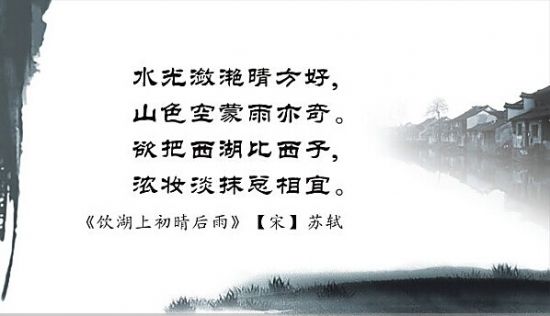 水光潋滟晴方好，
山色空蒙雨亦奇。
欲把西湖比西子，
浓妆淡抹总相宜。
《饮湖上初晴后雨》【宋】苏轼